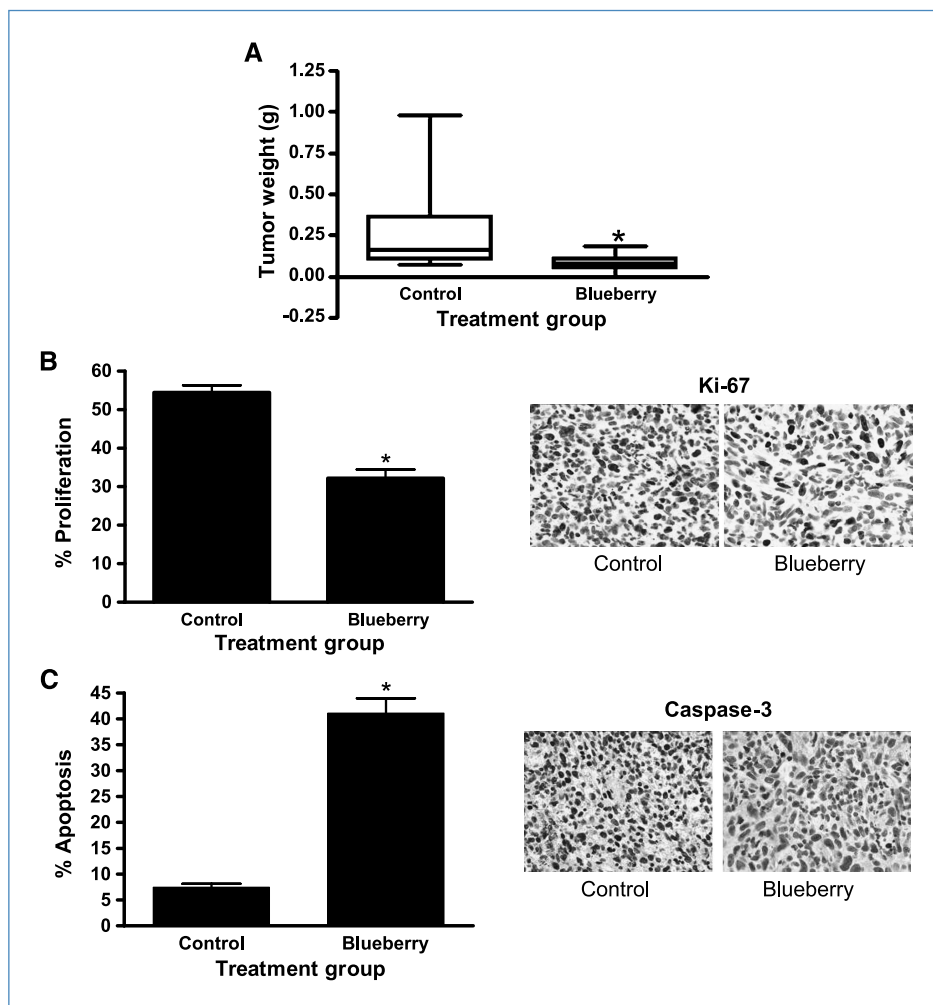 A
Tumor weight (g)
1.25
1.00
0.75
0.50
0.25
0.00
-0.25
*
Control
Blueberry
Treatment group
B
% Proliferation
60
50
40
30
20
10
0
*
Control
Blueberry
Treatment group
Ki-67
Control
Blueberry
C
% Apoptosis
45
40
35
30
25
20
15
10
5
0
*
Control
Blueberry
Treatment group
Caspase-3
Control
Blueberry